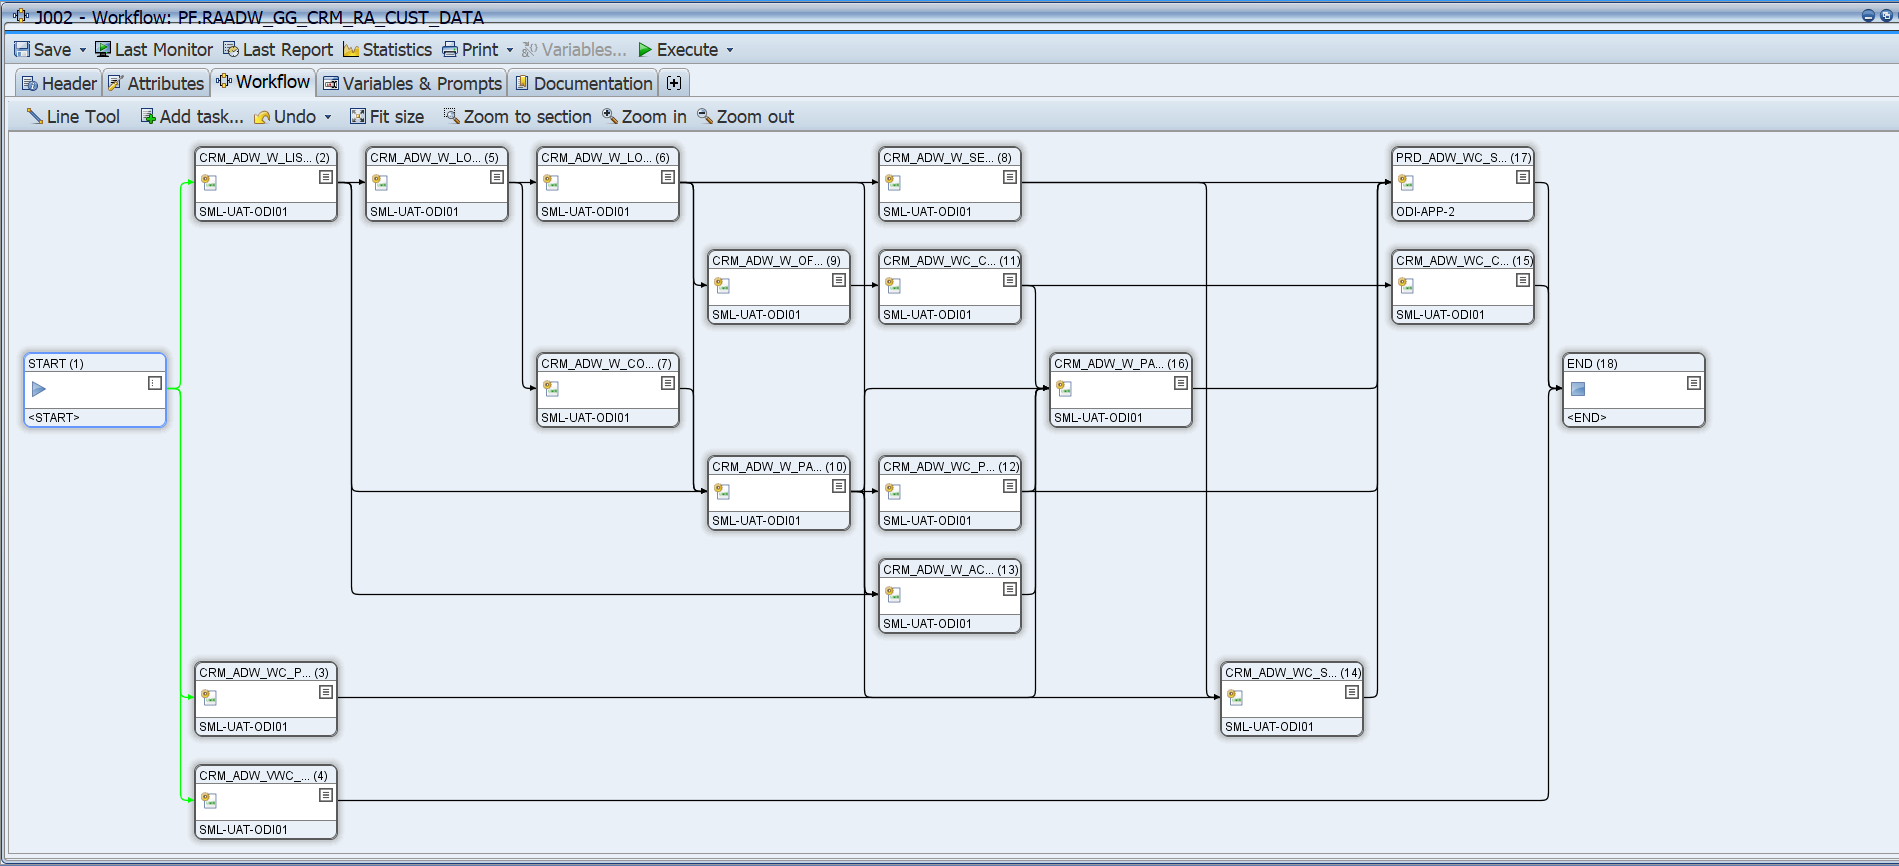 J002 - Workflow: PF.RAADW_GG_CRM_RA_CUST_DATA
Save Last Monitor Last Report Statistics Print Variables... Execute
Header Attributes Workflow Variables & Prompts Documentation [+]
Line Tool Add task... Undo Fit size Zoom to section Zoom in Zoom out
CRM_ADW_W_LIS... (2)
SML-UAT-ODI01
CRM_ADW_W_LO... (5)
SML-UAT-ODI01
CRM_ADW_W_LO... (6)
SML-UAT-ODI01
CRM_ADW_W_SE... (8)
SML-UAT-ODI01
PRD_ADW_WC_S... (17)
ODI-APP-2
CRM_ADW_W_OF... (9)
SML-UAT-ODI01
CRM_ADW_WC_C... (11)
SML-UAT-ODI01
CRM_ADW_WC_C... (15)
SML-UAT-ODI01
START (1)
<START>
CRM_ADW_W_CO... (7)
SML-UAT-ODI01
CRM_ADW_W_PA... (16)
SML-UAT-ODI01
END (18)
<END>
CRM_ADW_W_PA... (10)
SML-UAT-ODI01
CRM_ADW_WC_P... (12)
SML-UAT-ODI01
CRM_ADW_W_AC... (13)
SML-UAT-ODI01
CRM_ADW_WC_P... (3)
SML-UAT-ODI01
CRM_ADW_WC_S... (14)
SML-UAT-ODI01
CRM_ADW_VWC_... (4)
SML-UAT-ODI01